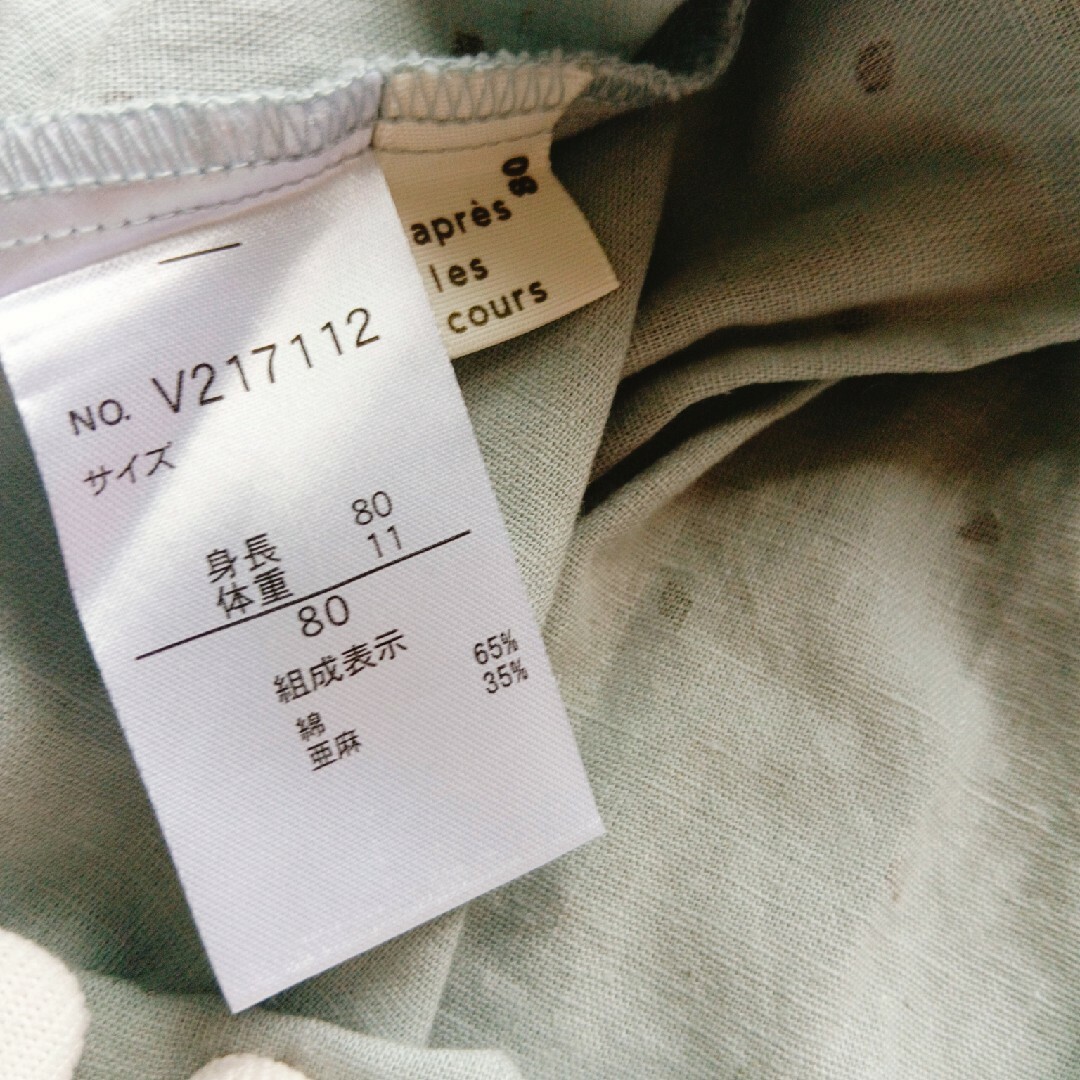 80
après
les
cours
NO. V217112
サイズ
身長 80
体重 11
80
組成表示
綿 65%
亜麻 35%